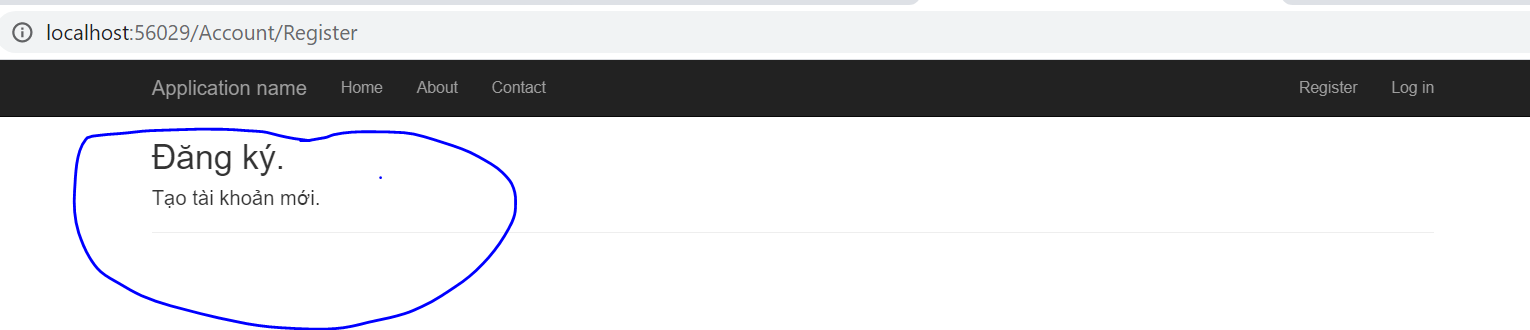 localhost:56029/Account/Register
Application name Home About Contact Register Log in
Đăng ký.
Tạo tài khoản mới.